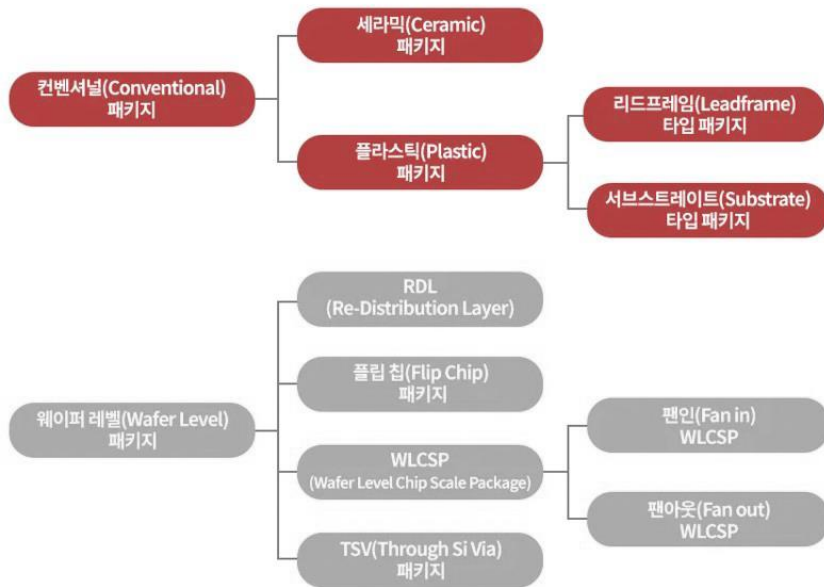 세라믹(Ceramic)
패키지
컨벤셔널(Conventional)
패키지
플라스틱(Plastic)
패키지
리드프레임(Leadframe)
타입 패키지
서브스트레이트(Substrate)
타입 패키지
RDL
(Re-Distribution Layer)
플립 칩(Flip Chip)
패키지
웨이퍼 레벨(Wafer Level)
패키지
WLCSP
(Wafer Level Chip Scale Package)
팬인(Fan in)
WLCSP
팬아웃(Fan out)
WLCSP
TSV(Through Si Via)
패키지